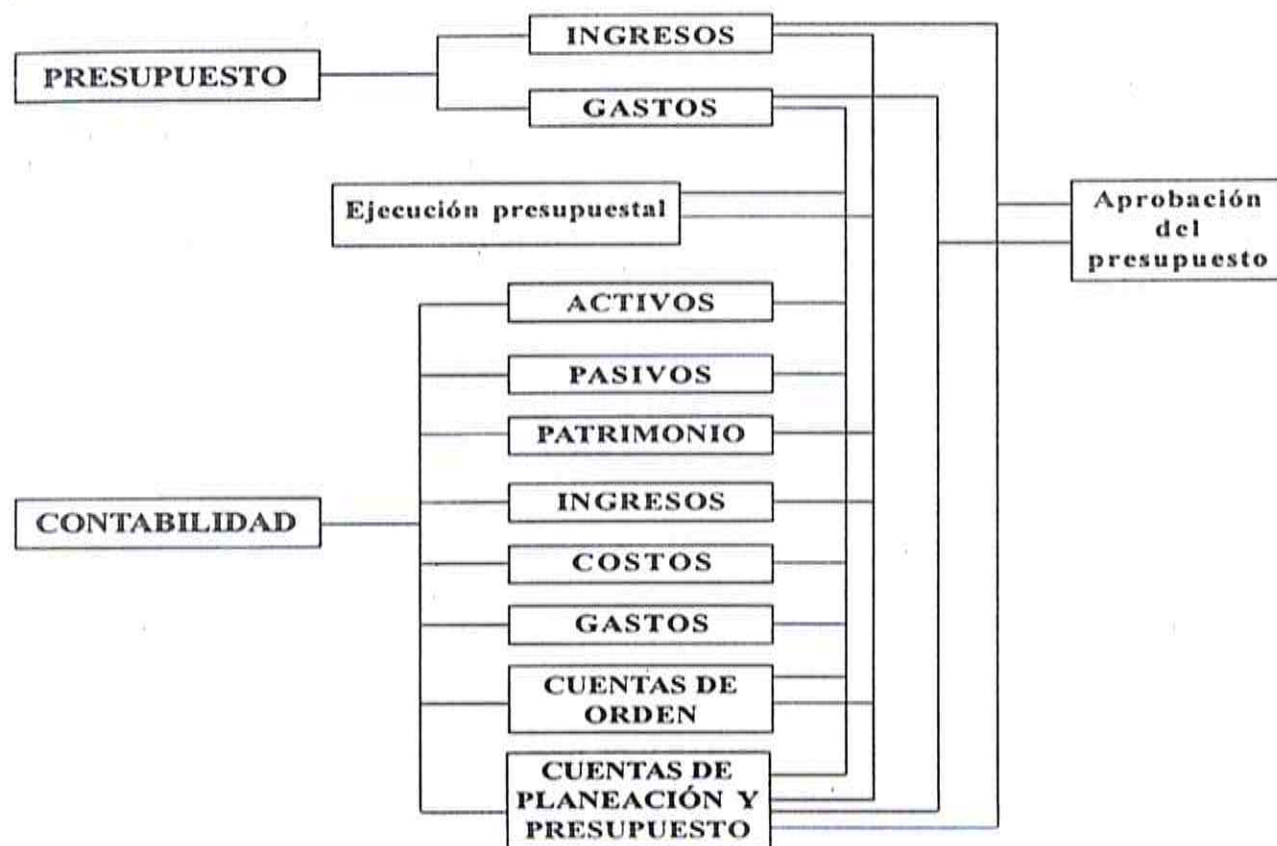 INGRESOS
PRESUPUESTO
GASTOS
Ejecución presupuestal
Aprobación
del
presupuesto
ACTIVOS
PASIVOS
PATRIMONIO
INGRESOS
CONTABILIDAD
COSTOS
GASTOS
CUENTAS DE
ORDEN
CUENTAS DE
PLANEACIÓN Y
PRESUPUESTO